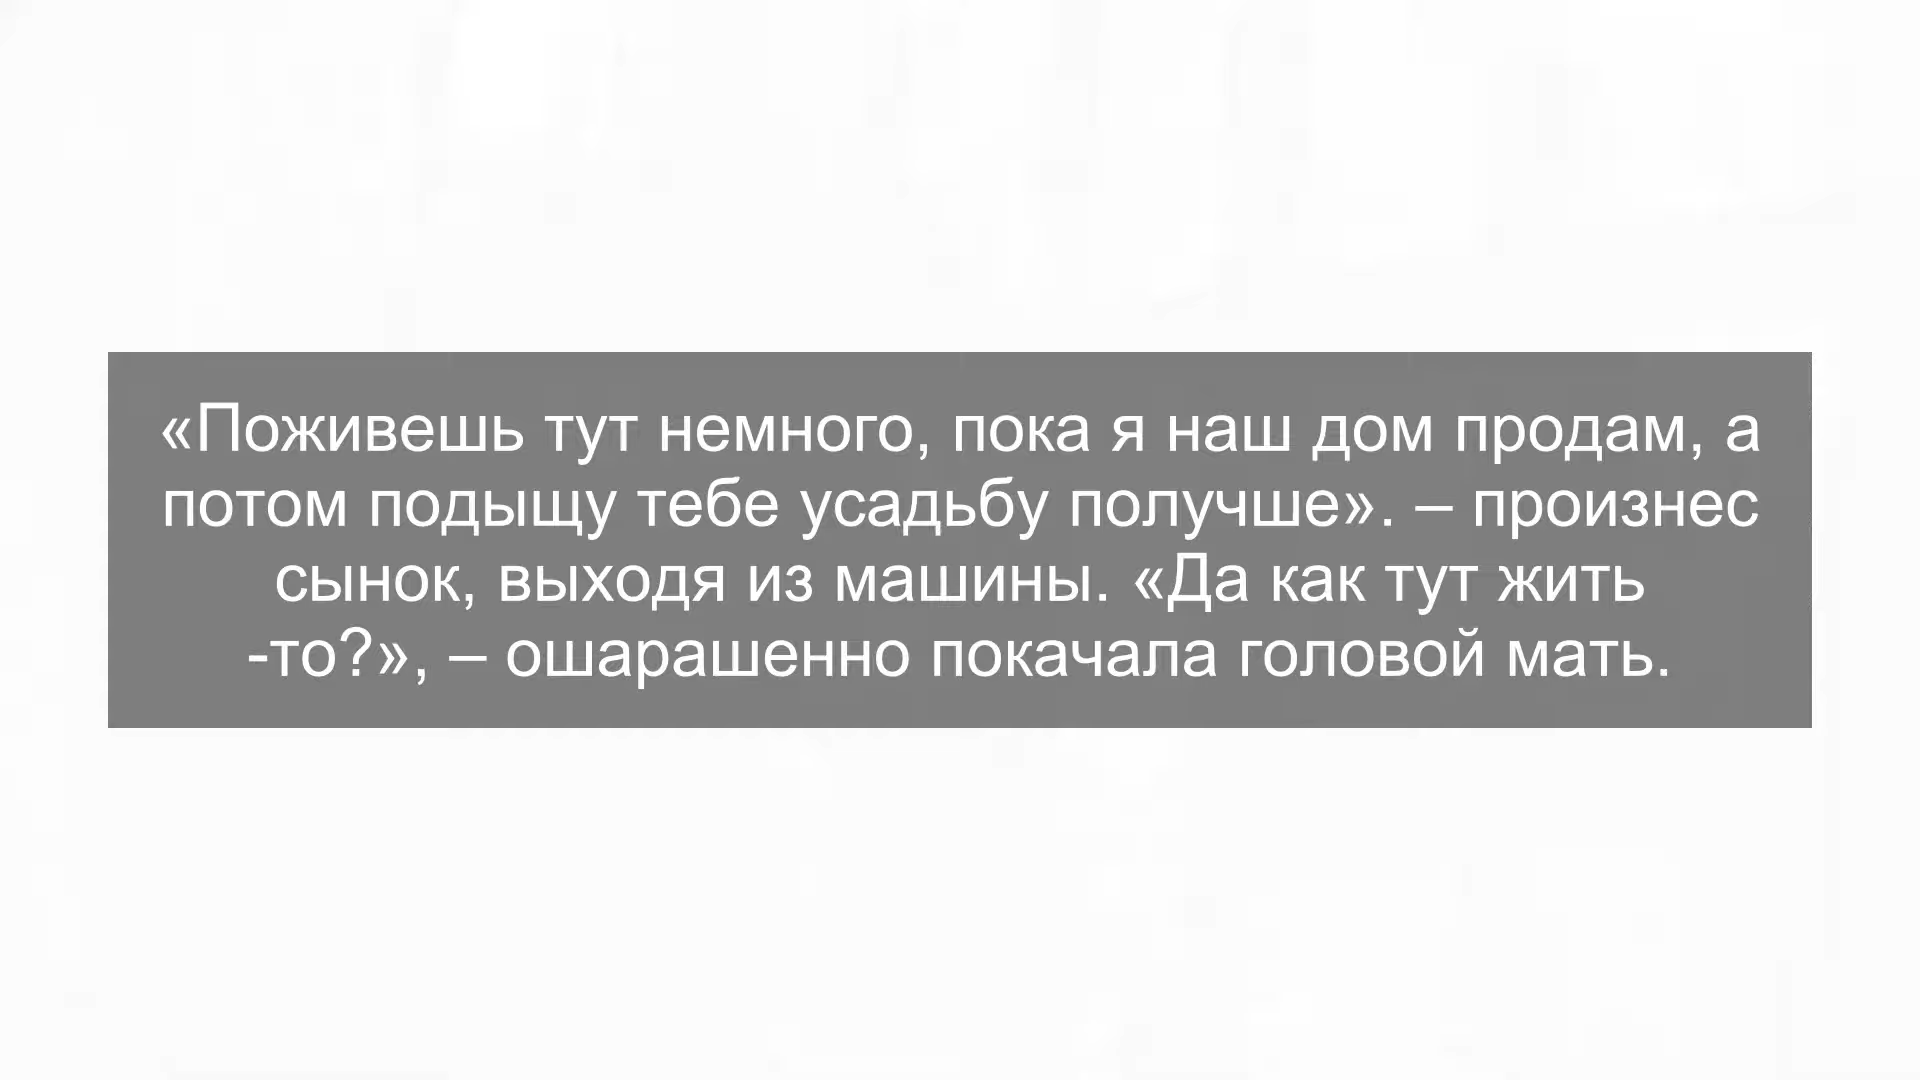 «Поживешь тут немного, пока я наш дом продам, а
потом подыщу тебе усадьбу получше». – произнес
сынок, выходя из машины. «Да как тут жить
-то?», – ошарашенно покачала головой мать.